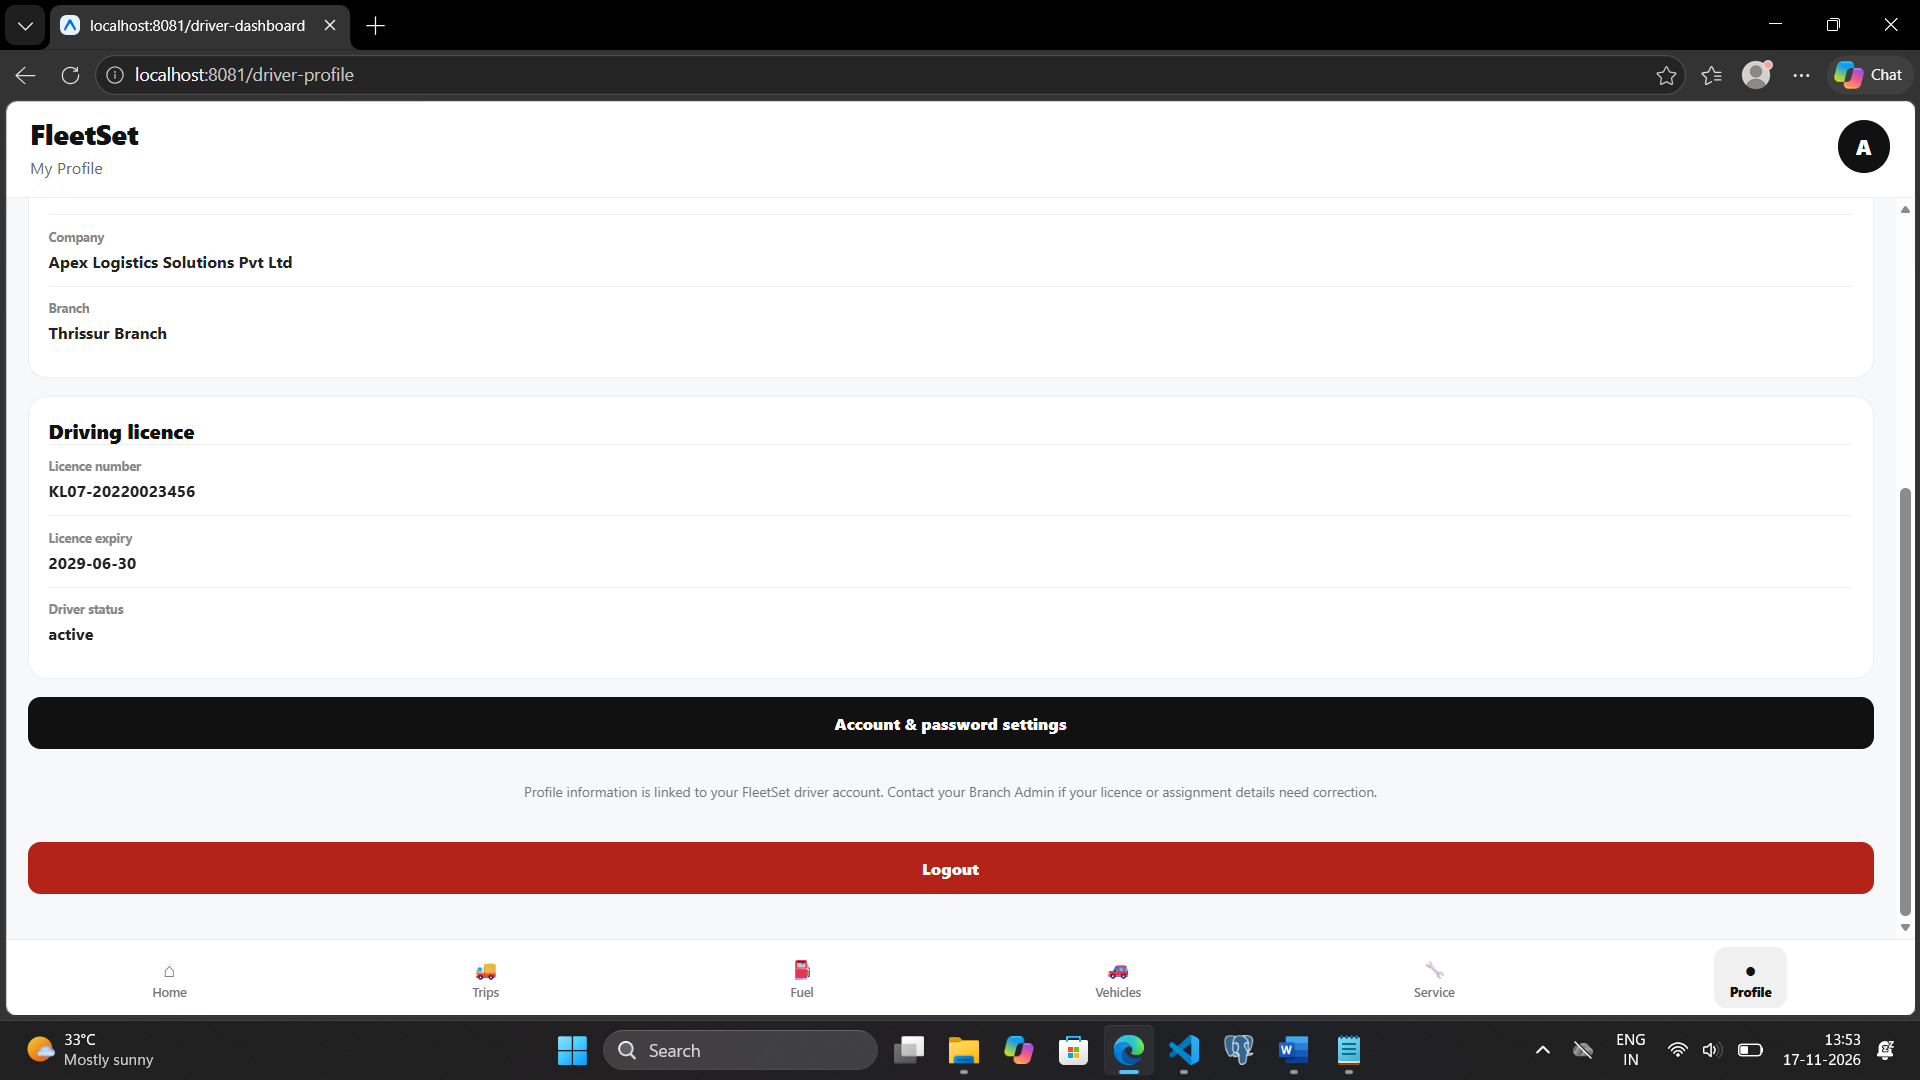 localhost:8081/driver-dashboard
localhost:8081/driver-profile
Chat
FleetSet
A
My Profile
Company
Apex Logistics Solutions Pvt Ltd
Branch
Thrissur Branch
Driving licence
Licence number
KL07-20220023456
Licence expiry
2029-06-30
Driver status
active
Account & password settings
Profile information is linked to your FleetSet driver account. Contact your Branch Admin if your licence or assignment details need correction.
Logout
Home
Trips
Fuel
Vehicles
Service
Profile
33°C
Mostly sunny
Search
W
ENG
IN
13:53
17-11-2026